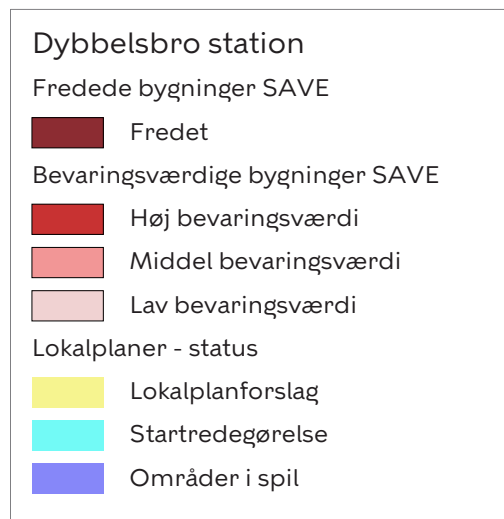 Dybbelsbro station
Fredede bygninger SAVE
Fredet
Bevaringsværdige bygninger SAVE
Høj bevaringsværdi
Middel bevaringsværdi
Lav bevaringsværdi
Lokalplaner - status
Lokalplanforslag
Startredegørelse
Områder i spil